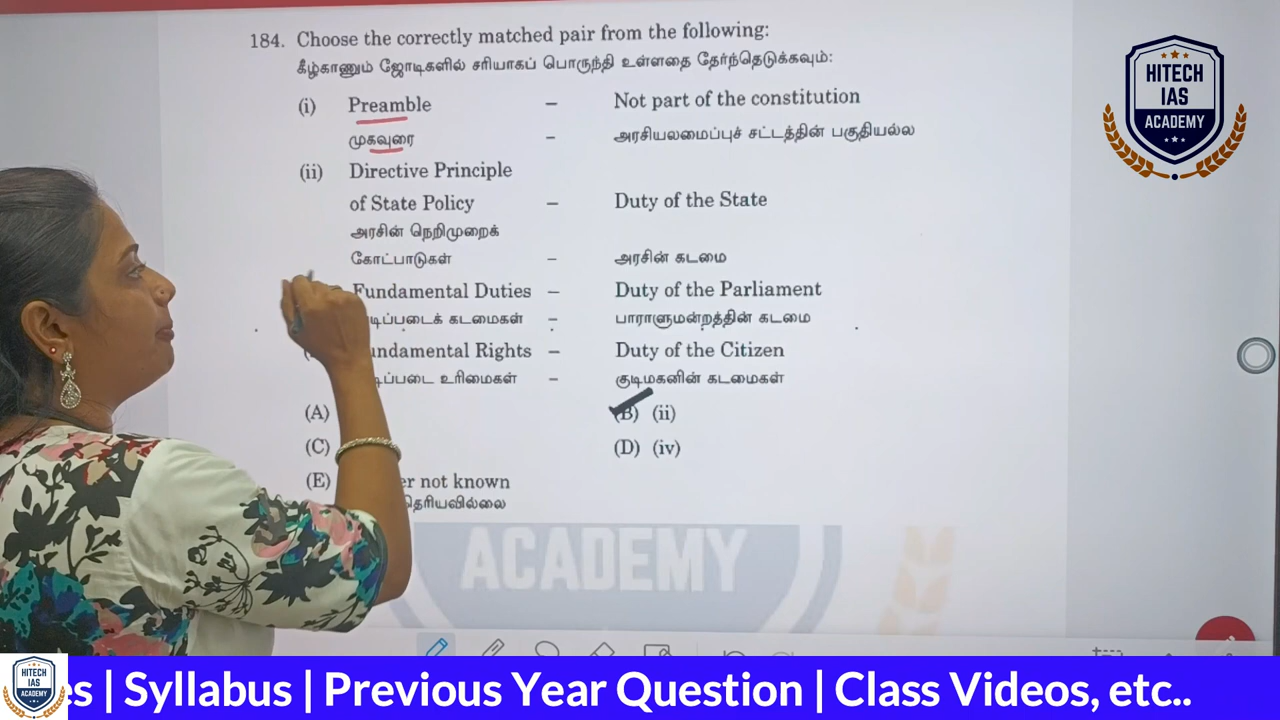 184. Choose the correctly matched pair from the following:
கீழ்காணும் ஜோடிகளில் சரியாகப் பொருந்தி உள்ளதை தேர்ந்தெடுக்கவும்:
(i) Preamble – Not part of the constitution
முகவுரை – அரசியலமைப்புச் சட்டத்தின் பகுதியல்ல
(ii) Directive Principle
of State Policy – Duty of the State
அரசின் நெறிமுறைக்
கோட்பாடுகள் – அரசின் கடமை
Fundamental Duties – Duty of the Parliament
கடமைகள் – பாராளுமன்றத்தின் கடமை
Rights – Duty of the Citizen
உரிமைகள் – குடிமகனின் கடமைகள்
(A) (B) (ii)
(C) (D) (iv)
(E) not known
தெரியவில்லை
HITECH
IAS
ACADEMY
ACADEMY
HITECH
IAS
ACADEMY
es | Syllabus | Previous Year Question | Class Videos, etc..